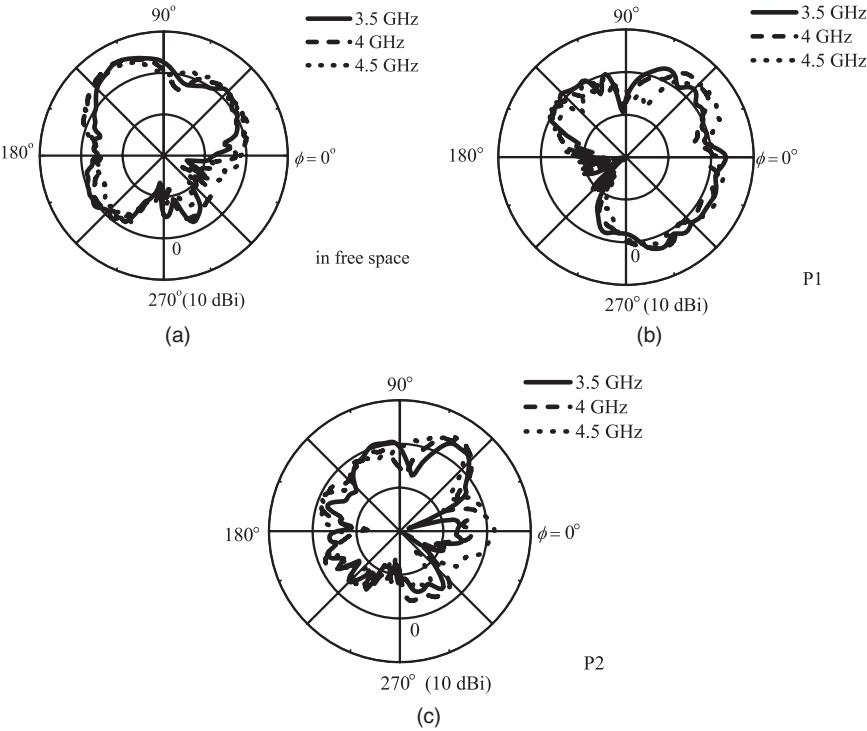 90°
3.5 GHz
4 GHz
4.5 GHz
180°
ϕ = 0°
0
in free space
270° (10 dBi)
(a)
90°
3.5 GHz
4 GHz
4.5 GHz
180°
ϕ = 0°
0
P1
270° (10 dBi)
(b)
90°
3.5 GHz
4 GHz
4.5 GHz
180°
ϕ = 0°
0
P2
270° (10 dBi)
(c)